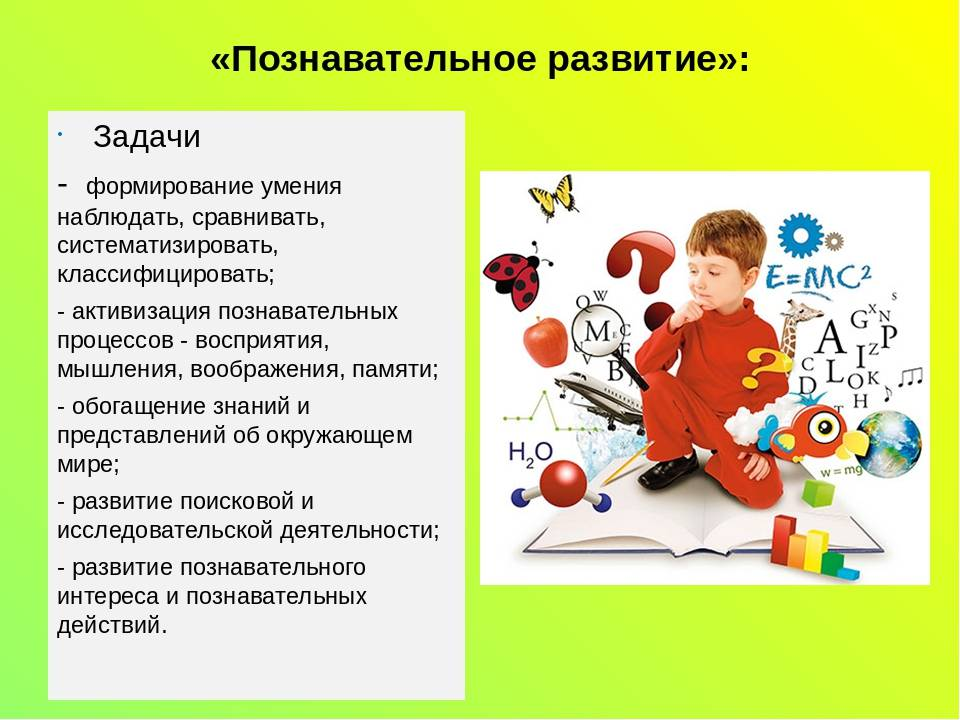 «Познавательное развитие»:
• Задачи
- формирование умения
наблюдать, сравнивать,
систематизировать,
классифицировать;
- активизация познавательных
процессов - восприятия,
мышления, воображения, памяти;
- обогащение знаний и
представлений об окружающем
мире;
- развитие поисковой и
исследовательской деятельности;
- развитие познавательного
интереса и познавательных
действий.
E=MC²
Q W
M E C
U V F
B
G X N S
A I Z P
C L O K
D H
T U
?
?
H₂O
w = mg